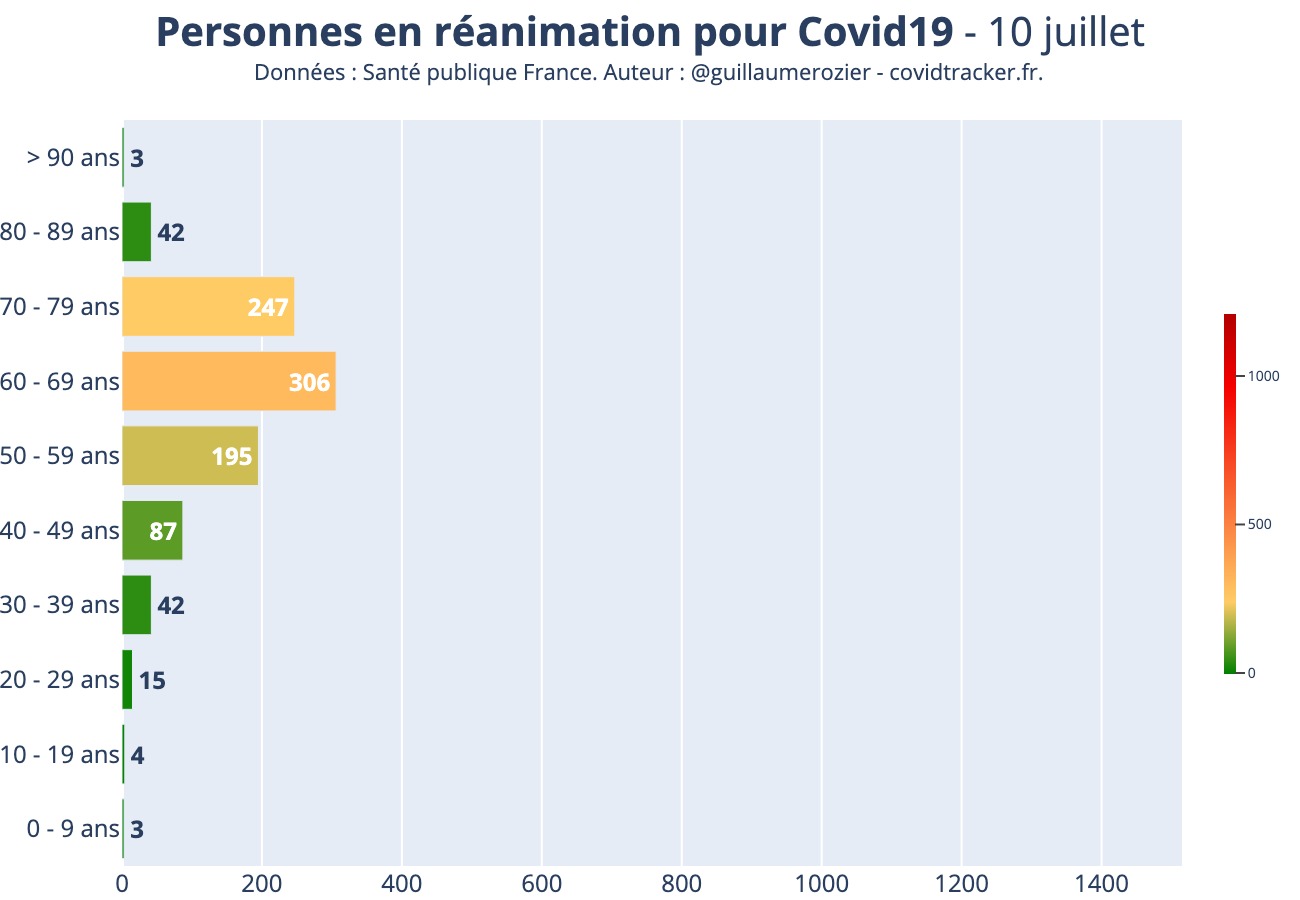 Personnes en réanimation pour Covid19 - 10 juillet
Données : Santé publique France. Auteur : @guillaumerozier - covidtracker.fr.
> 90 ans 3
80 - 89 ans 42
70 - 79 ans 247
60 - 69 ans 306
50 - 59 ans 195
40 - 49 ans 87
30 - 39 ans 42
20 - 29 ans 15
10 - 19 ans 4
0 - 9 ans 3
0 200 400 600 800 1000 1200 1400
1000
500
0